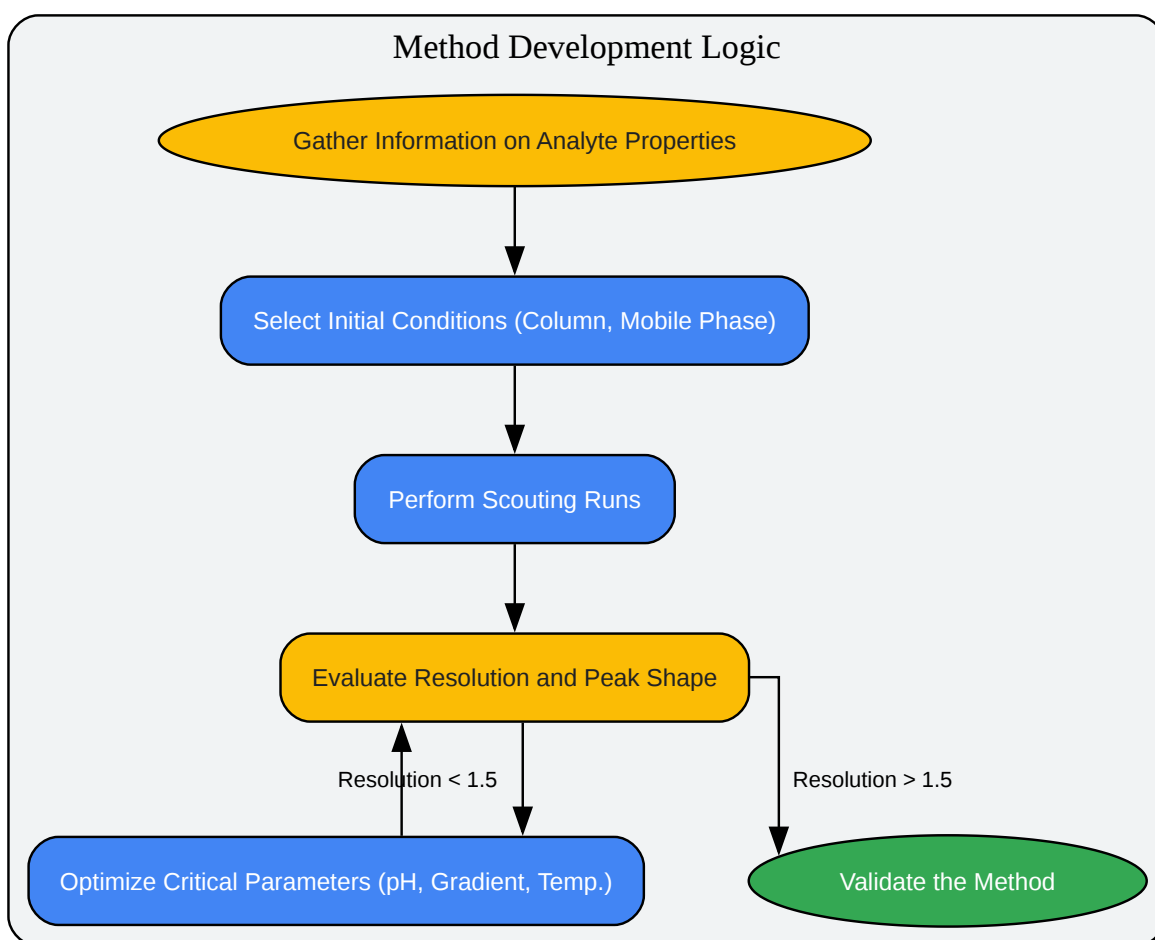 Method Development Logic
Gather Information on Analyte Properties
Select Initial Conditions (Column, Mobile Phase)
Perform Scouting Runs
Evaluate Resolution and Peak Shape
Resolution < 1.5
Resolution > 1.5
Optimize Critical Parameters (pH, Gradient, Temp.)
Validate the Method